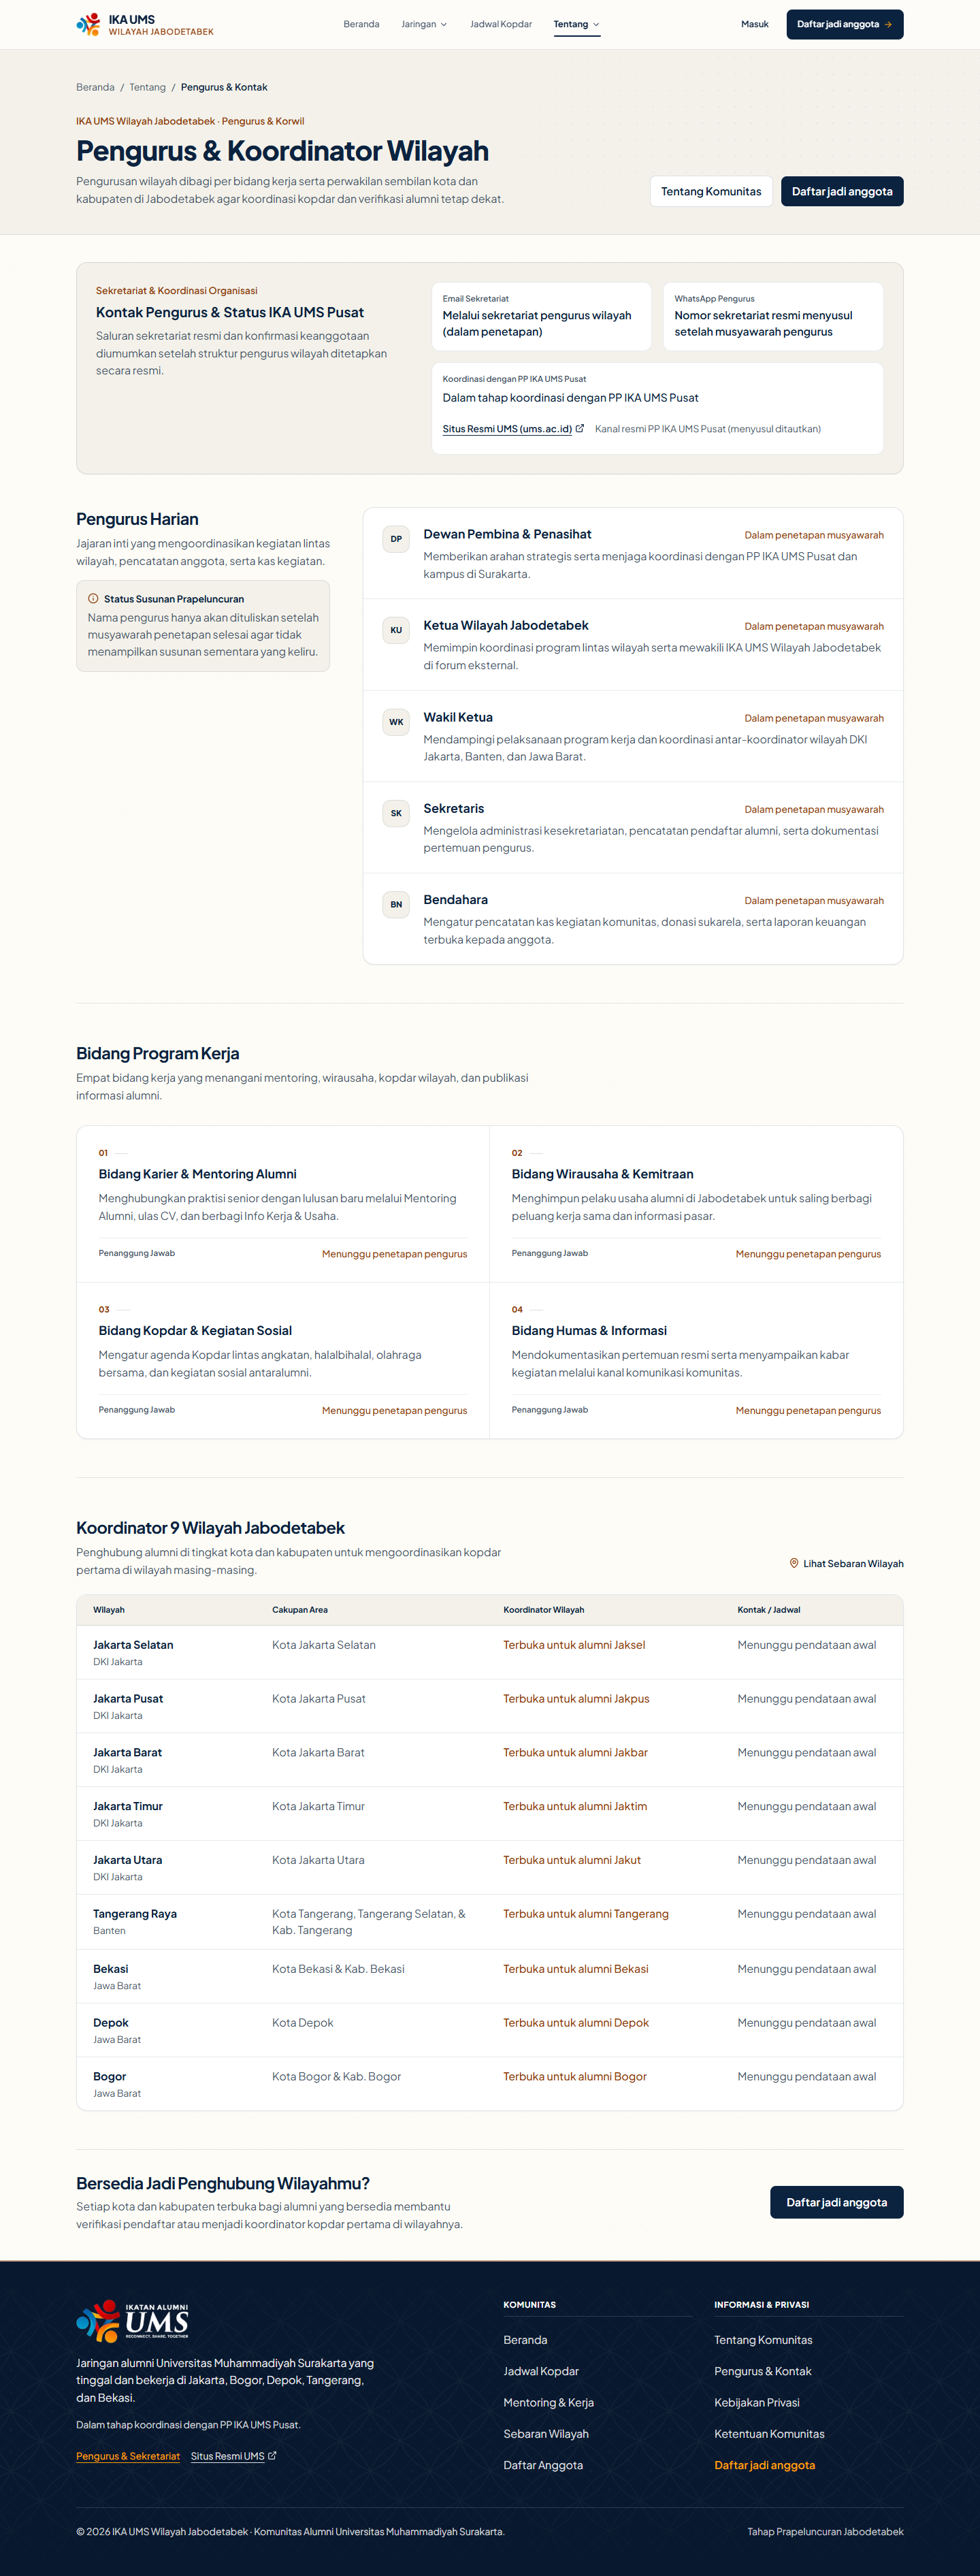 IKA UMS
WILAYAH JABODETABEK
Beranda
Jaringan
Jadwal Kopdar
Tentang
Masuk
Daftar jadi anggota →
Beranda / Tentang / Pengurus & Kontak
IKA UMS Wilayah Jabodetabek · Pengurus & Korwil
Pengurus & Koordinator Wilayah
Pengurusan wilayah dibagi per bidang kerja serta perwakilan sembilan kota dan
kabupaten di Jabodetabek agar koordinasi kopdar dan verifikasi alumni tetap dekat.
Tentang Komunitas
Daftar jadi anggota
Sekretariat & Koordinasi Organisasi
Kontak Pengurus & Status IKA UMS Pusat
Saluran sekretariat resmi dan konfirmasi keanggotaan
diumumkan setelah struktur pengurus wilayah ditetapkan
secara resmi.
Email Sekretariat
Melalui sekretariat pengurus wilayah
(dalam penetapan)
WhatsApp Pengurus
Nomor sekretariat resmi menyusul
setelah musyawarah pengurus
Koordinasi dengan PP IKA UMS Pusat
Dalam tahap koordinasi dengan PP IKA UMS Pusat
Situs Resmi UMS (ums.ac.id)
Kanal resmi PP IKA UMS Pusat (menyusul ditautkan)
Pengurus Harian
Jajaran inti yang mengoordinasikan kegiatan lintas
wilayah, pencatatan anggota, serta kas kegiatan.
Status Susunan Prapeluncuran
Nama pengurus hanya akan dituliskan setelah
musyawarah penetapan selesai agar tidak
menampilkan susunan sementara yang keliru.
DP
Dewan Pembina & Penasihat
Dalam penetapan musyawarah
Memberikan arahan strategis serta menjaga koordinasi dengan PP IKA UMS Pusat dan
kampus di Surakarta.
KU
Ketua Wilayah Jabodetabek
Dalam penetapan musyawarah
Memimpin koordinasi program lintas wilayah serta mewakili IKA UMS Wilayah Jabodetabek
di forum eksternal.
WK
Wakil Ketua
Dalam penetapan musyawarah
Mendampingi pelaksanaan program kerja dan koordinasi antar-koordinator wilayah DKI
Jakarta, Banten, dan Jawa Barat.
SK
Sekretaris
Dalam penetapan musyawarah
Mengelola administrasi kesekretariatan, pencatatan pendaftar alumni, serta dokumentasi
pertemuan pengurus.
BN
Bendahara
Dalam penetapan musyawarah
Mengatur pencatatan kas kegiatan komunitas, donasi sukarela, serta laporan keuangan
terbuka kepada anggota.
Bidang Program Kerja
Empat bidang kerja yang menangani mentoring, wirausaha, kopdar wilayah, dan publikasi
informasi alumni.
01
Bidang Karier & Mentoring Alumni
Menghubungkan praktisi senior dengan lulusan baru melalui Mentoring
Alumni, ulas CV, dan berbagi Info Kerja & Usaha.
Penanggung Jawab
Menunggu penetapan pengurus
02
Bidang Wirausaha & Kemitraan
Menghimpun pelaku usaha alumni di Jabodetabek untuk saling berbagi
peluang kerja sama dan informasi pasar.
Penanggung Jawab
Menunggu penetapan pengurus
03
Bidang Kopdar & Kegiatan Sosial
Mengatur agenda Kopdar lintas angkatan, halalbihalal, olahraga
bersama, dan kegiatan sosial antaralumni.
Penanggung Jawab
Menunggu penetapan pengurus
04
Bidang Humas & Informasi
Mendokumentasikan pertemuan resmi serta menyampaikan kabar
kegiatan melalui kanal komunikasi komunitas.
Penanggung Jawab
Menunggu penetapan pengurus
Koordinator 9 Wilayah Jabodetabek
Penghubung alumni di tingkat kota dan kabupaten untuk mengoordinasikan kopdar
pertama di wilayah masing-masing.
Lihat Sebaran Wilayah
Wilayah
Cakupan Area
Koordinator Wilayah
Kontak / Jadwal
Jakarta Selatan
DKI Jakarta
Kota Jakarta Selatan
Terbuka untuk alumni Jaksel
Menunggu pendataan awal
Jakarta Pusat
DKI Jakarta
Kota Jakarta Pusat
Terbuka untuk alumni Jakpus
Menunggu pendataan awal
Jakarta Barat
DKI Jakarta
Kota Jakarta Barat
Terbuka untuk alumni Jakbar
Menunggu pendataan awal
Jakarta Timur
DKI Jakarta
Kota Jakarta Timur
Terbuka untuk alumni Jaktim
Menunggu pendataan awal
Jakarta Utara
DKI Jakarta
Kota Jakarta Utara
Terbuka untuk alumni Jakut
Menunggu pendataan awal
Tangerang Raya
Banten
Kota Tangerang, Tangerang Selatan, &
Kab. Tangerang
Terbuka untuk alumni Tangerang
Menunggu pendataan awal
Bekasi
Jawa Barat
Kota Bekasi & Kab. Bekasi
Terbuka untuk alumni Bekasi
Menunggu pendataan awal
Depok
Jawa Barat
Kota Depok
Terbuka untuk alumni Depok
Menunggu pendataan awal
Bogor
Jawa Barat
Kota Bogor & Kab. Bogor
Terbuka untuk alumni Bogor
Menunggu pendataan awal
Bersedia Jadi Penghubung Wilayahmu?
Setiap kota dan kabupaten terbuka bagi alumni yang bersedia membantu
verifikasi pendaftar atau menjadi koordinator kopdar pertama di wilayahnya.
Daftar jadi anggota
IKATAN ALUMNI
UMS
RECONNECT. SHARE. TOGETHER
Jaringan alumni Universitas Muhammadiyah Surakarta yang
tinggal dan bekerja di Jakarta, Bogor, Depok, Tangerang,
dan Bekasi.
Dalam tahap koordinasi dengan PP IKA UMS Pusat.
Pengurus & Sekretariat
Situs Resmi UMS
KOMUNITAS
Beranda
Jadwal Kopdar
Mentoring & Kerja
Sebaran Wilayah
Daftar Anggota
INFORMASI & PRIVASI
Tentang Komunitas
Pengurus & Kontak
Kebijakan Privasi
Ketentuan Komunitas
Daftar jadi anggota
© 2026 IKA UMS Wilayah Jabodetabek · Komunitas Alumni Universitas Muhammadiyah Surakarta.
Tahap Prapeluncuran Jabodetabek